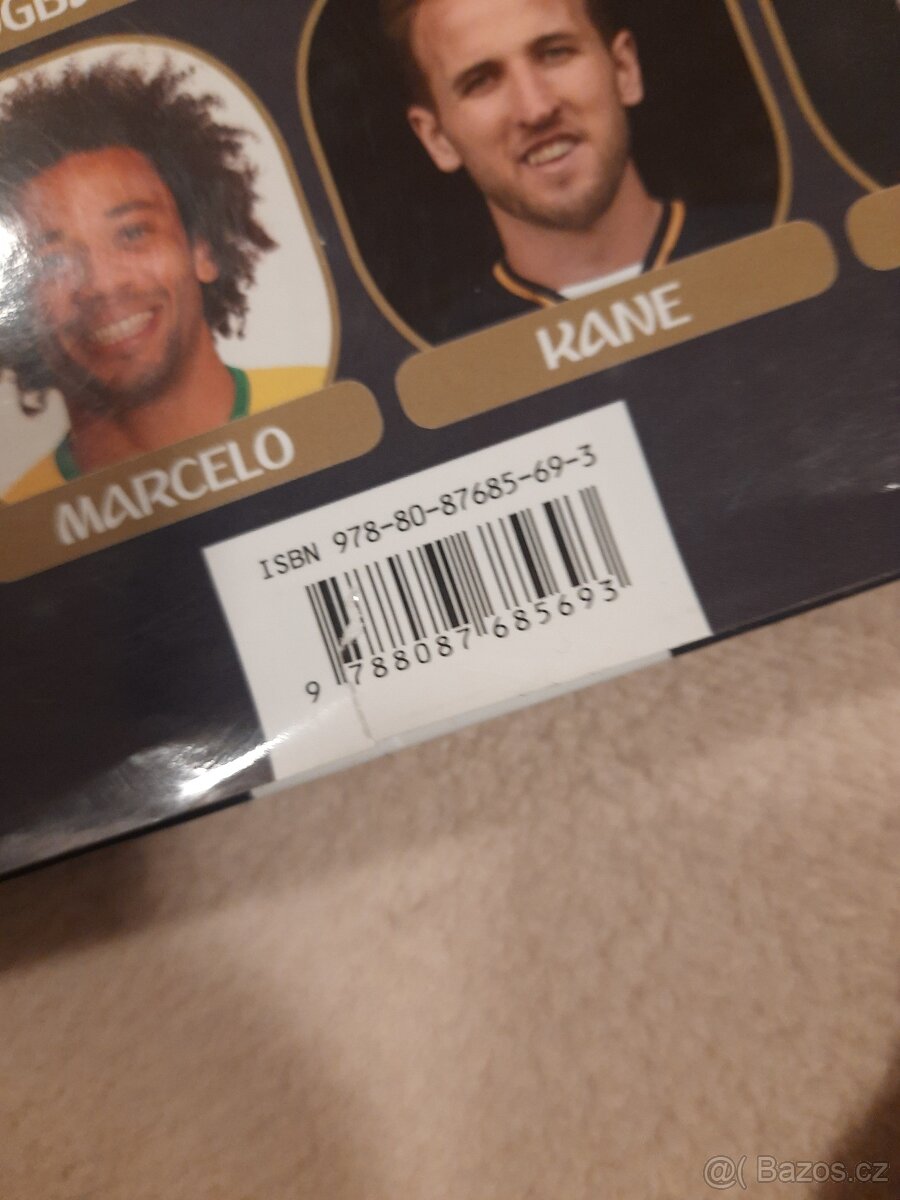 KANE
MARCELO
ISBN 978-80-87685-69-3
9 788087 685693
@( Bazos.cz